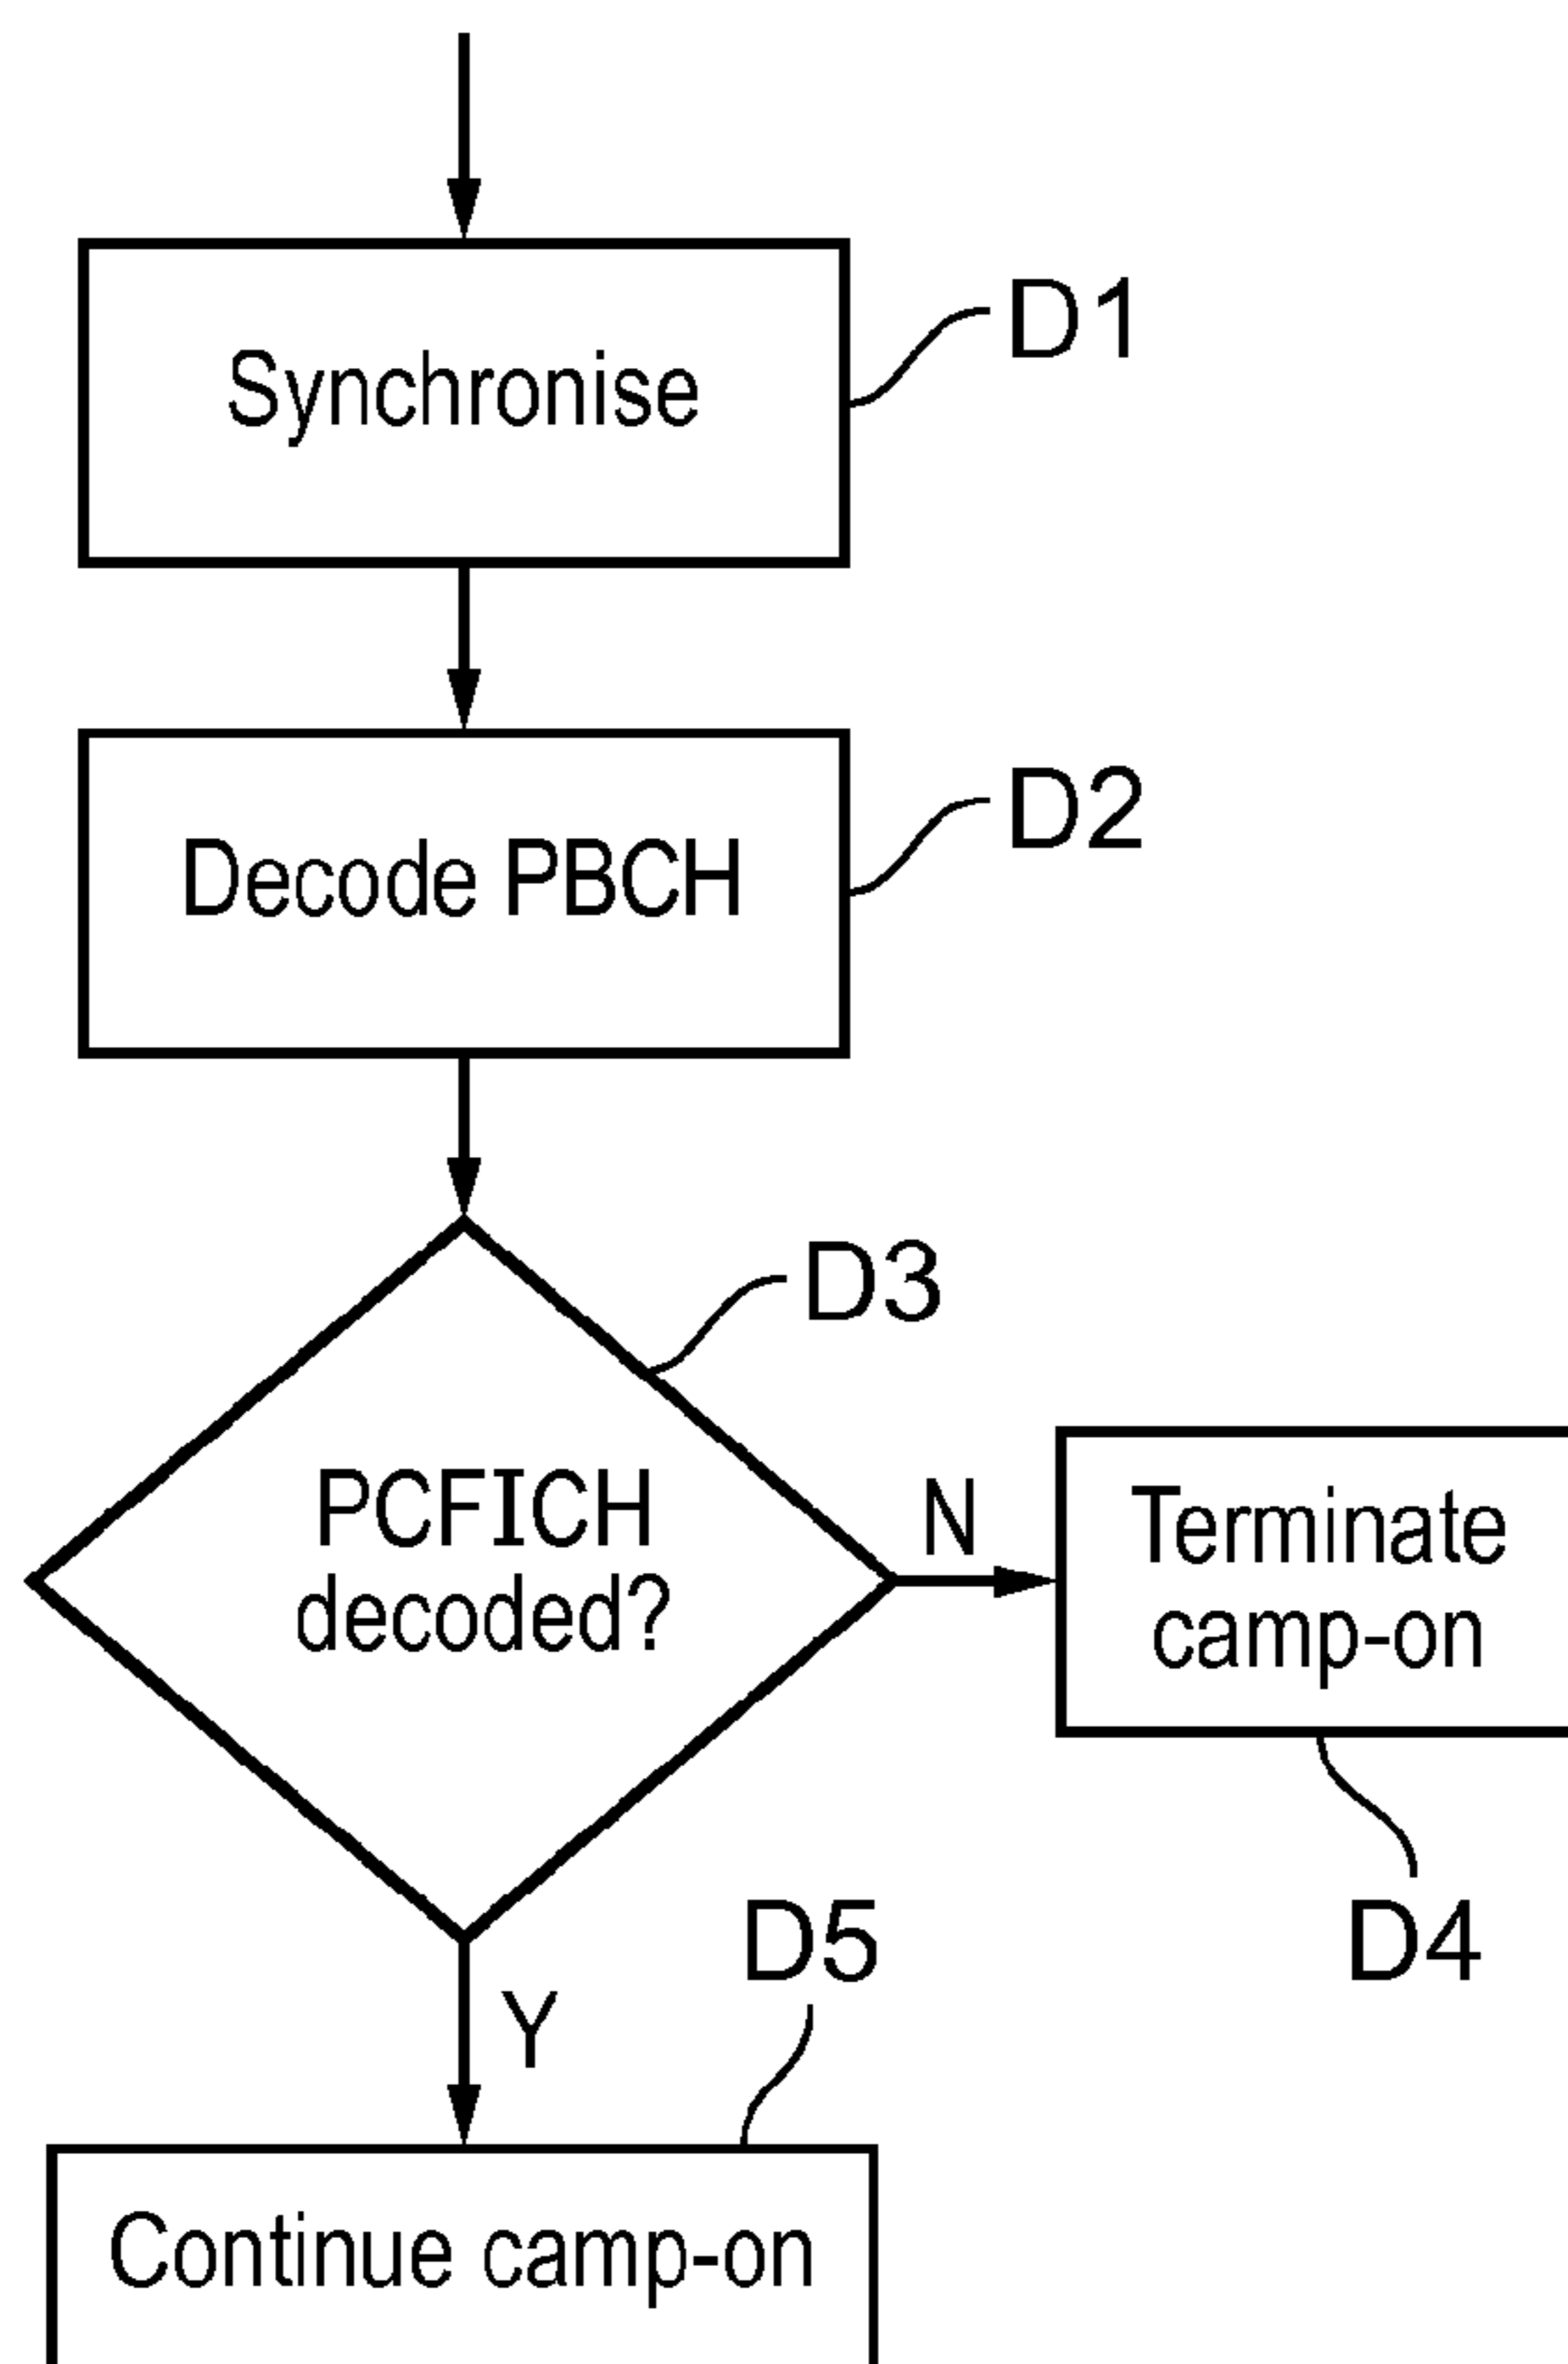 Synchronise
D1
Decode PBCH
D2
D3
PCFICH
decoded?
N
Terminate
camp-on
D4
D5
Y
Continue camp-on